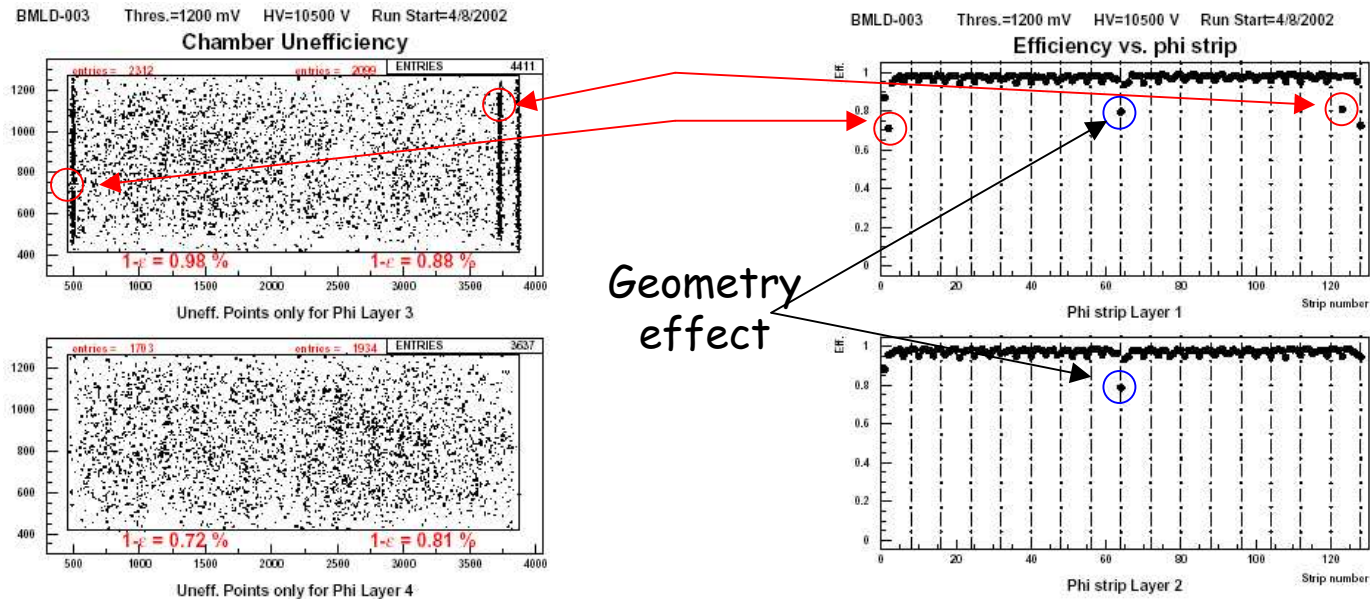 BMLD-003 Thres.=1200 mV HV=10500 V Run Start=4/8/2002
Chamber Unefficiency
entries = 2312 entries = 2099 ENTRIES 4411
1200
1000
800
600
400
1-ε = 0.98 % 1-ε = 0.88 %
500 1000 1500 2000 2500 3000 3500 4000
Uneff. Points only for Phi Layer 3
entries = 1703 entries = 1934 ENTRIES 3637
1200
1000
800
600
400
1-ε = 0.72 % 1-ε = 0.81 %
500 1000 1500 2000 2500 3000 3500 4000
Uneff. Points only for Phi Layer 4
Geometry
effect
BMLD-003 Thres.=1200 mV HV=10500 V Run Start=4/8/2002
Efficiency vs. phi strip
Eff.
1
0.8
0.6
0.4
0.2
0
0 20 40 60 80 100 120
Phi strip Layer 1 Strip number
Eff.
1
0.8
0.6
0.4
0.2
0
0 20 40 60 80 100 120
Phi strip Layer 2 Strip number